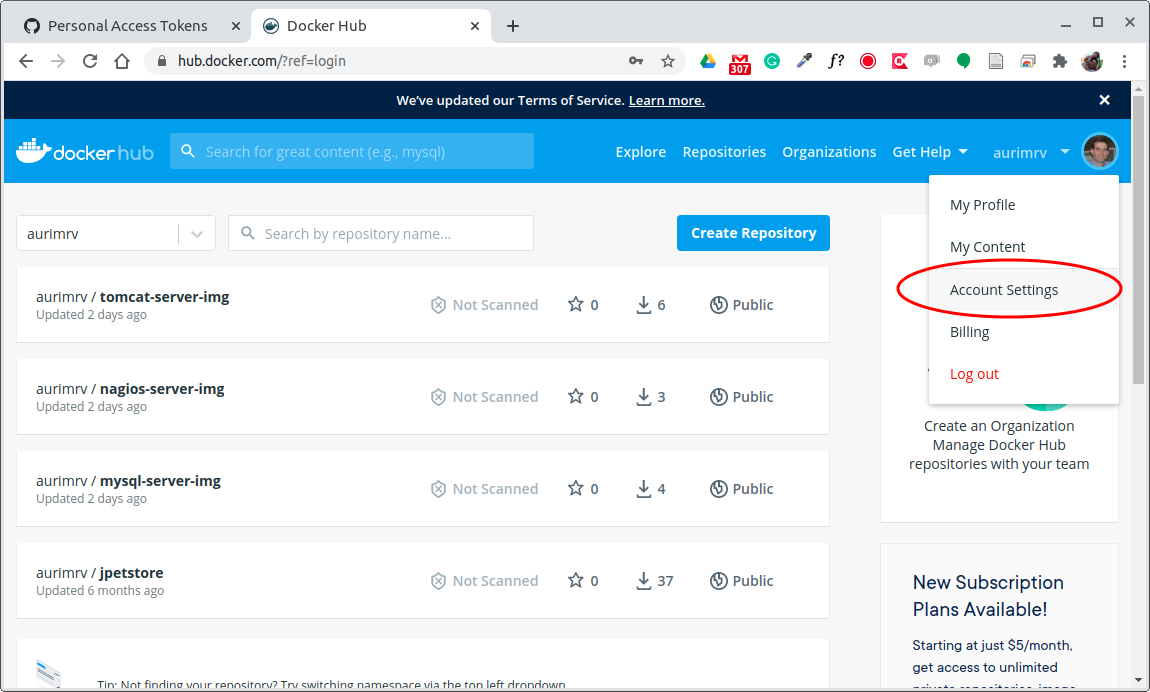 Personal Access Tokens
Docker Hub
hub.docker.com/?ref=login
f?
307
We've updated our Terms of Service. Learn more.
docker hub
Search for great content (e.g., mysql)
Explore
Repositories
Organizations
Get Help
aurimrv
My Profile
My Content
Account Settings
Billing
Log out
aurimrv
Search by repository name...
Create Repository
aurimrv / tomcat-server-img
Updated 2 days ago
Not Scanned
0
6
Public
aurimrv / nagios-server-img
Updated 2 days ago
Not Scanned
0
3
Public
aurimrv / mysql-server-img
Updated 2 days ago
Not Scanned
0
4
Public
aurimrv / jpetstore
Updated 6 months ago
Not Scanned
0
37
Public
Tip: Not finding your repository? Try switching namespace via the top left dropdown.
Create an Organization
Manage Docker Hub
repositories with your team
New Subscription
Plans Available!
Starting at just $5/month,
get access to unlimited
private repositories, image